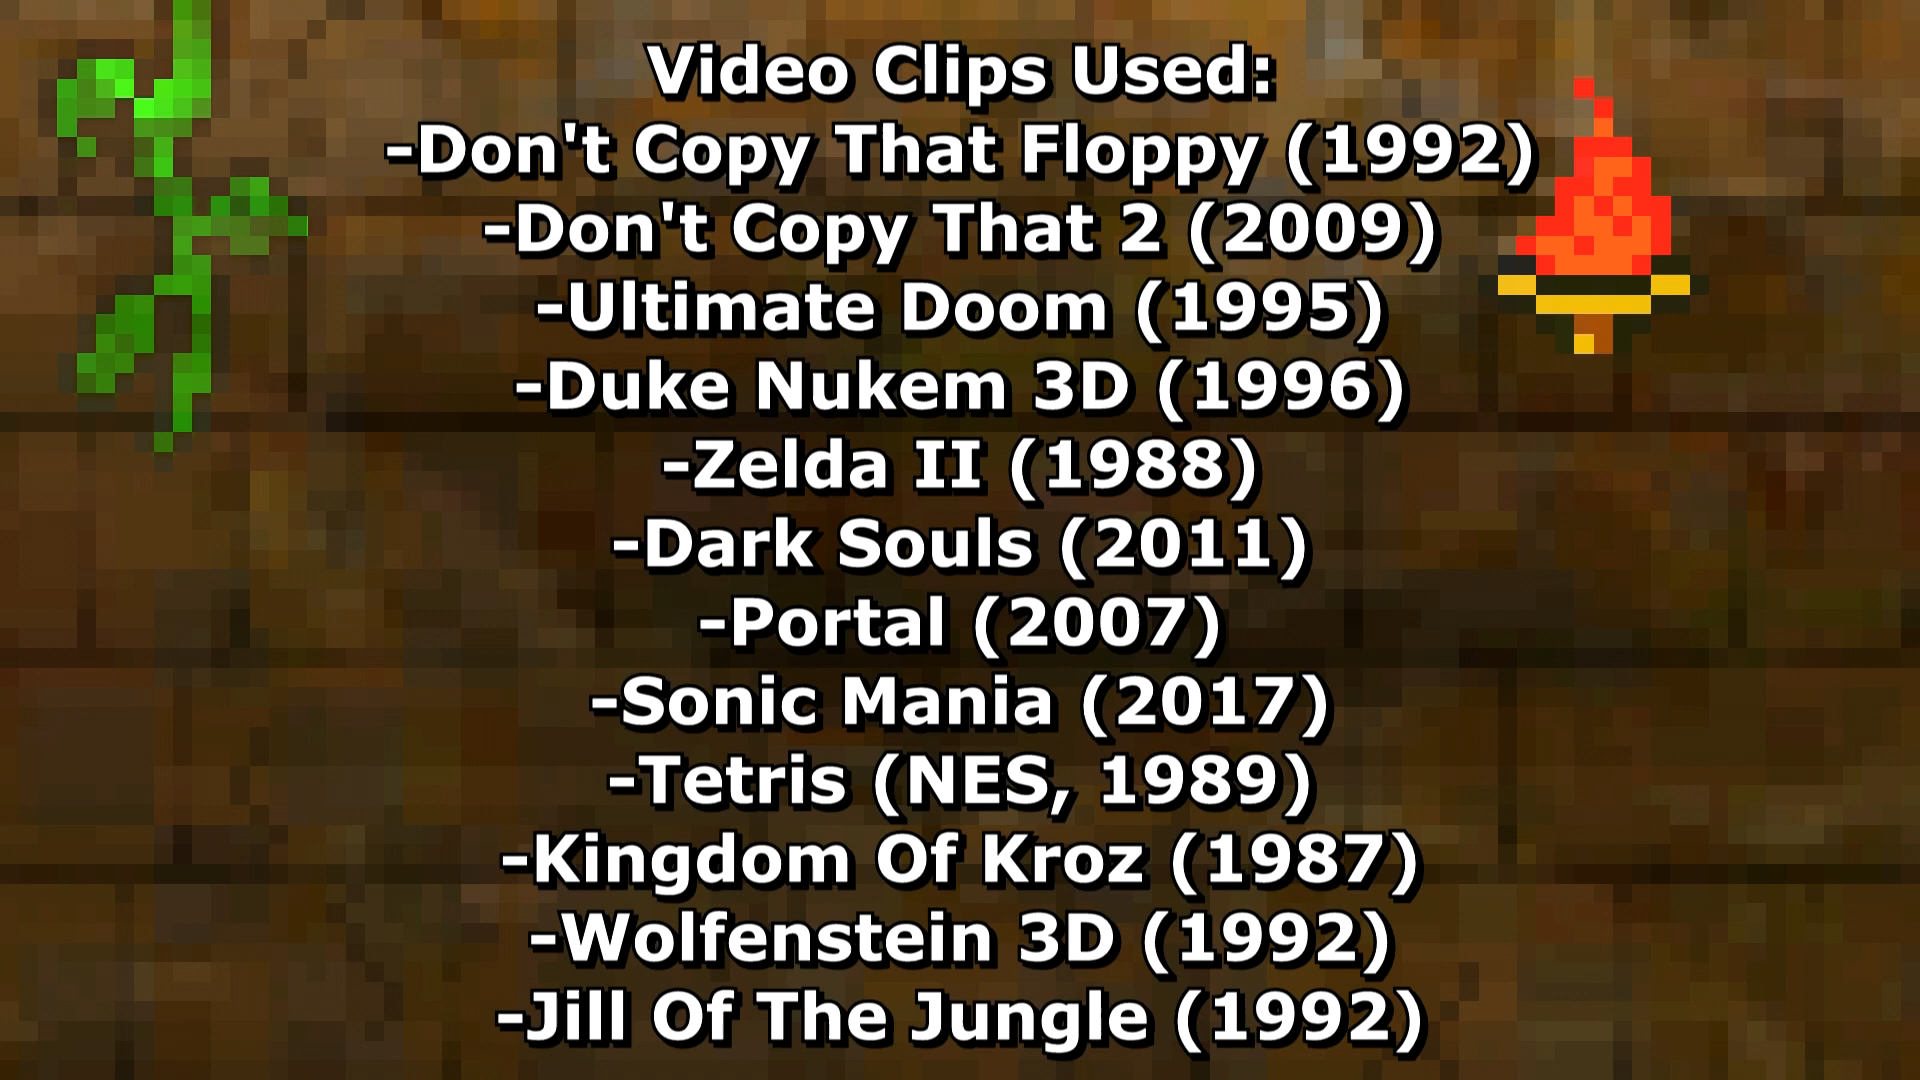 Video Clips Used:
-Don't Copy That Floppy (1992)
-Don't Copy That 2 (2009)
-Ultimate Doom (1995)
-Duke Nukem 3D (1996)
-Zelda II (1988)
-Dark Souls (2011)
-Portal (2007)
-Sonic Mania (2017)
-Tetris (NES, 1989)
-Kingdom Of Kroz (1987)
-Wolfenstein 3D (1992)
-Jill Of The Jungle (1992)